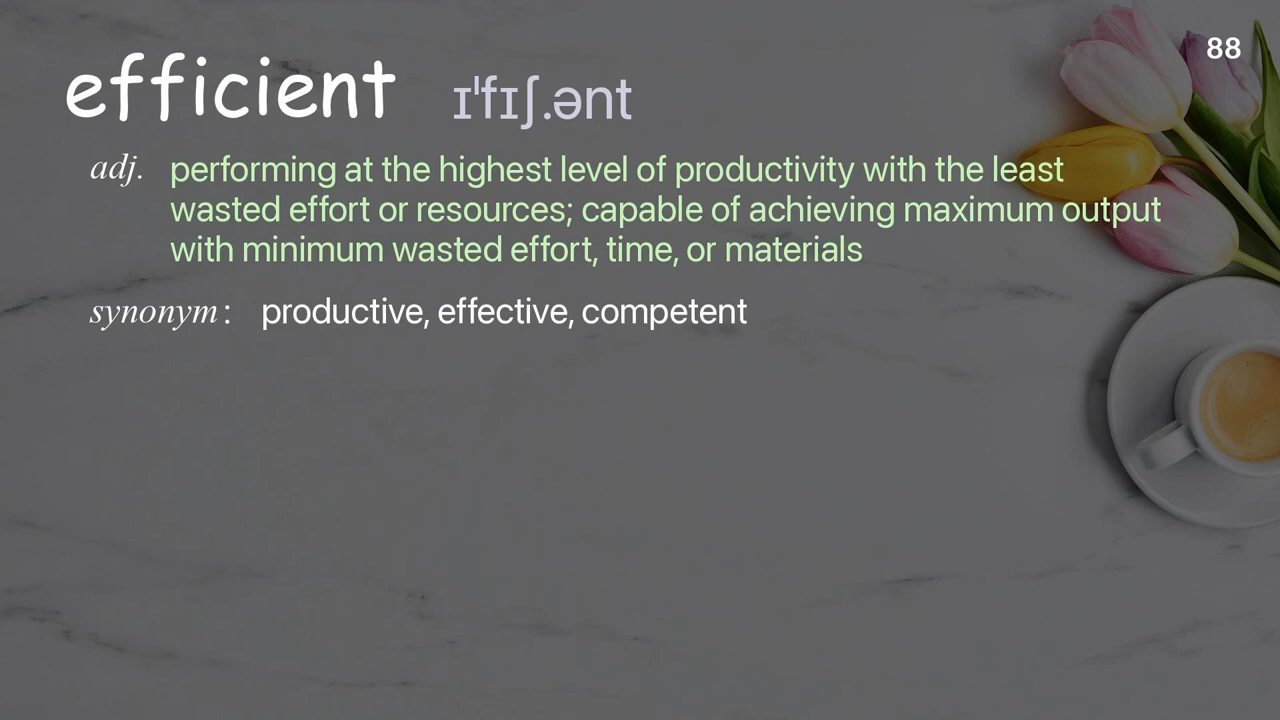 88
efficient ɪˈfɪʃ.ənt
adj. performing at the highest level of productivity with the least
wasted effort or resources; capable of achieving maximum output
with minimum wasted effort, time, or materials
synonym: productive, effective, competent